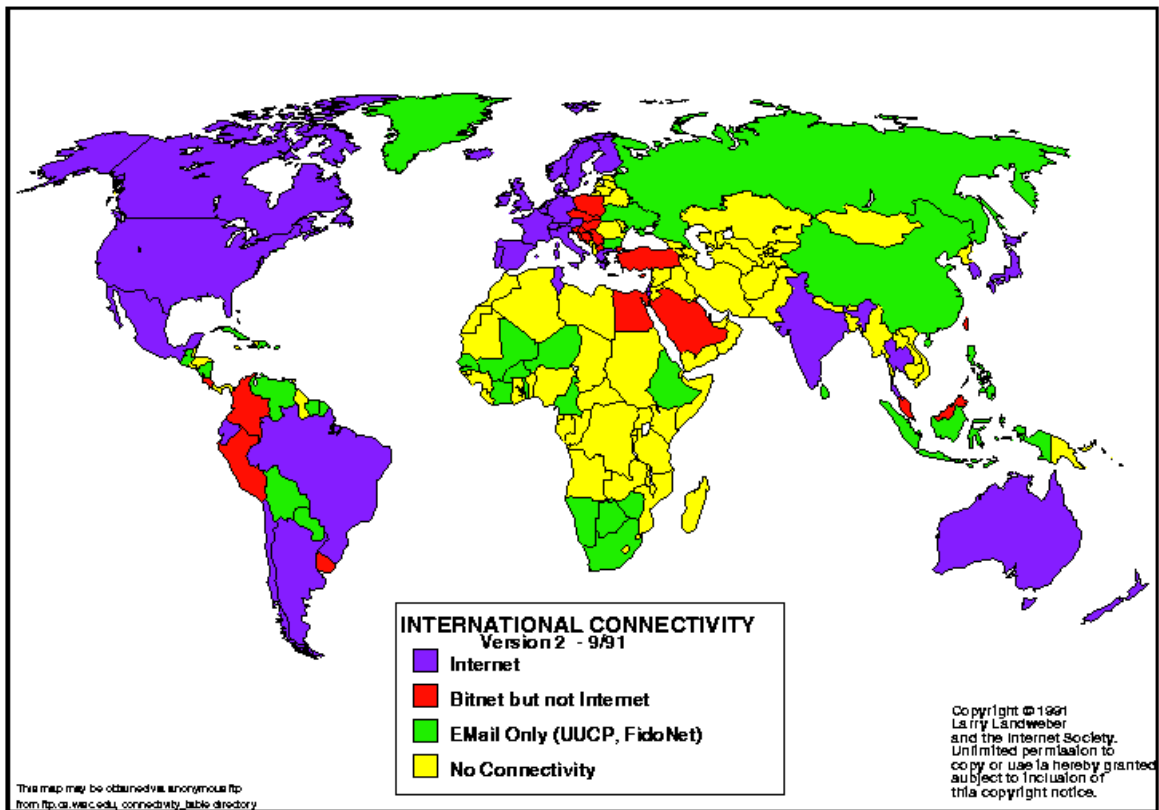 INTERNATIONAL CONNECTIVITY
Version 2 - 9/91
Internet
Bitnet but not Internet
EMail Only (UUCP, FidoNet)
No Connectivity
Copyright © 1991
Larry Landweber
and the Internet Society.
Unlimited permission to
copy or use is hereby granted
subject to inclusion of
this copyright notice.
This map may be obtained via anonymous ftp
from ftp.cs.wisc.edu, connectivity_table directory